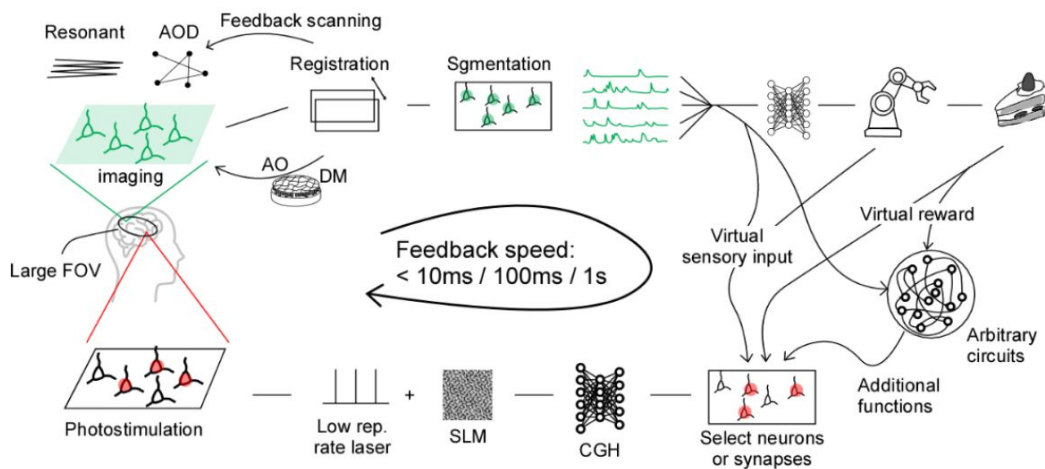 Feedback scanning
Resonant
AOD
Registration
Sgmentation
imaging
AO
DM
Large FOV
Feedback speed:
< 10ms / 100ms / 1s
Virtual
sensory input
Virtual reward
Arbitrary
circuits
Additional
functions
Photostimulation
Low rep.
rate laser
+
SLM
CGH
Select neurons
or synapses